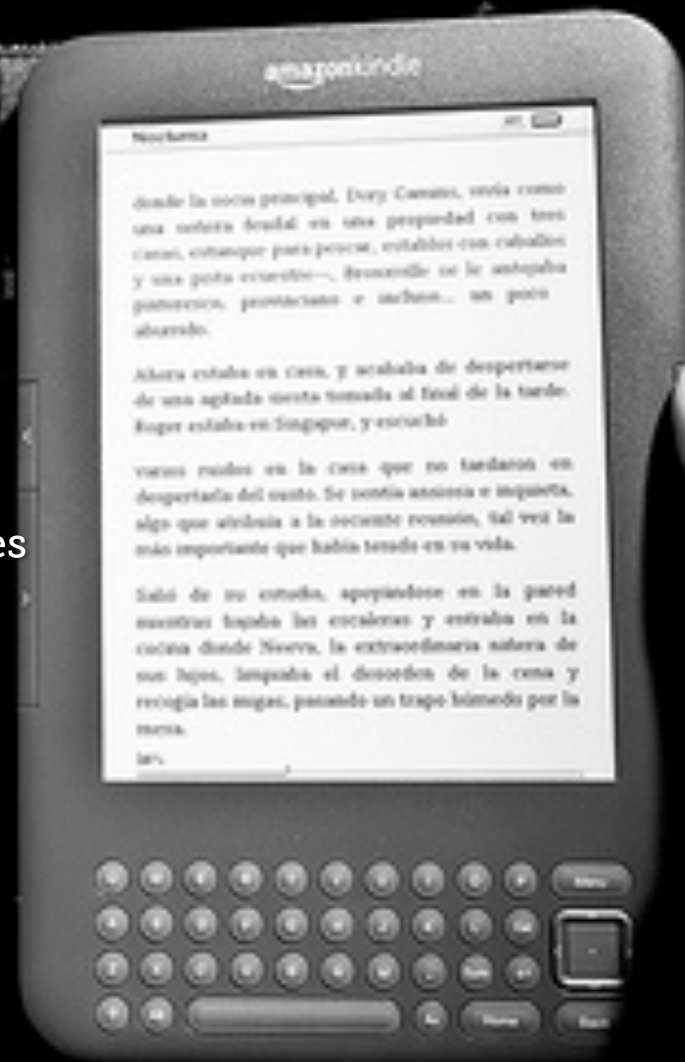 amazonkindle
Nocturna
donde la socia principal, Dory Camins, vivía como
una señora feudal en una propiedad con tres
casas, estanque para pescar, establos con caballos
y una pista ecuestre—, Bronxville se le antojaba
pintoresco, provinciano e incluso... un poco
aburrido.
Ahora estaba en casa, y acababa de despertarse
de una agitada siesta tomada al final de la tarde.
Roger estaba en Singapur, y escuchó
varios ruidos en la casa que no tardaron en
despertarla del susto. Se sentía ansiosa e inquieta,
algo que atribuía a la reciente reunión, tal vez la
más importante que había tenido en su vida.
es
Salió de su estudio, apoyándose en la pared
mientras bajaba las escaleras y entraba en la
cocina donde Neeva, la extraordinaria niñera de
sus hijos, limpiaba el desorden de la cena y
recogía las migas, pasando un trapo húmedo por la
mesa.
Menu
Home
Back